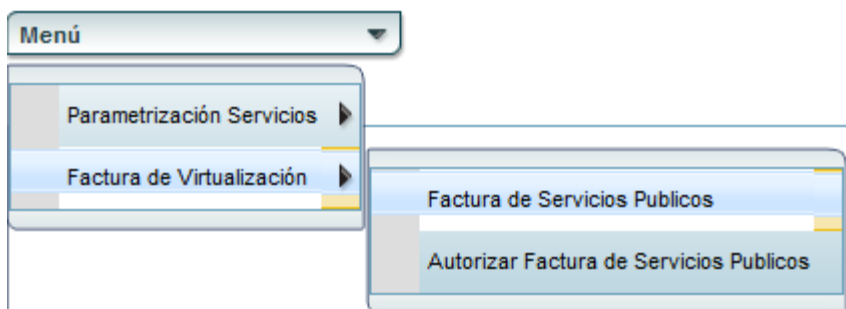 Menú
Parametrización Servicios
Factura de Virtualización
Factura de Servicios Publicos
Autorizar Factura de Servicios Publicos